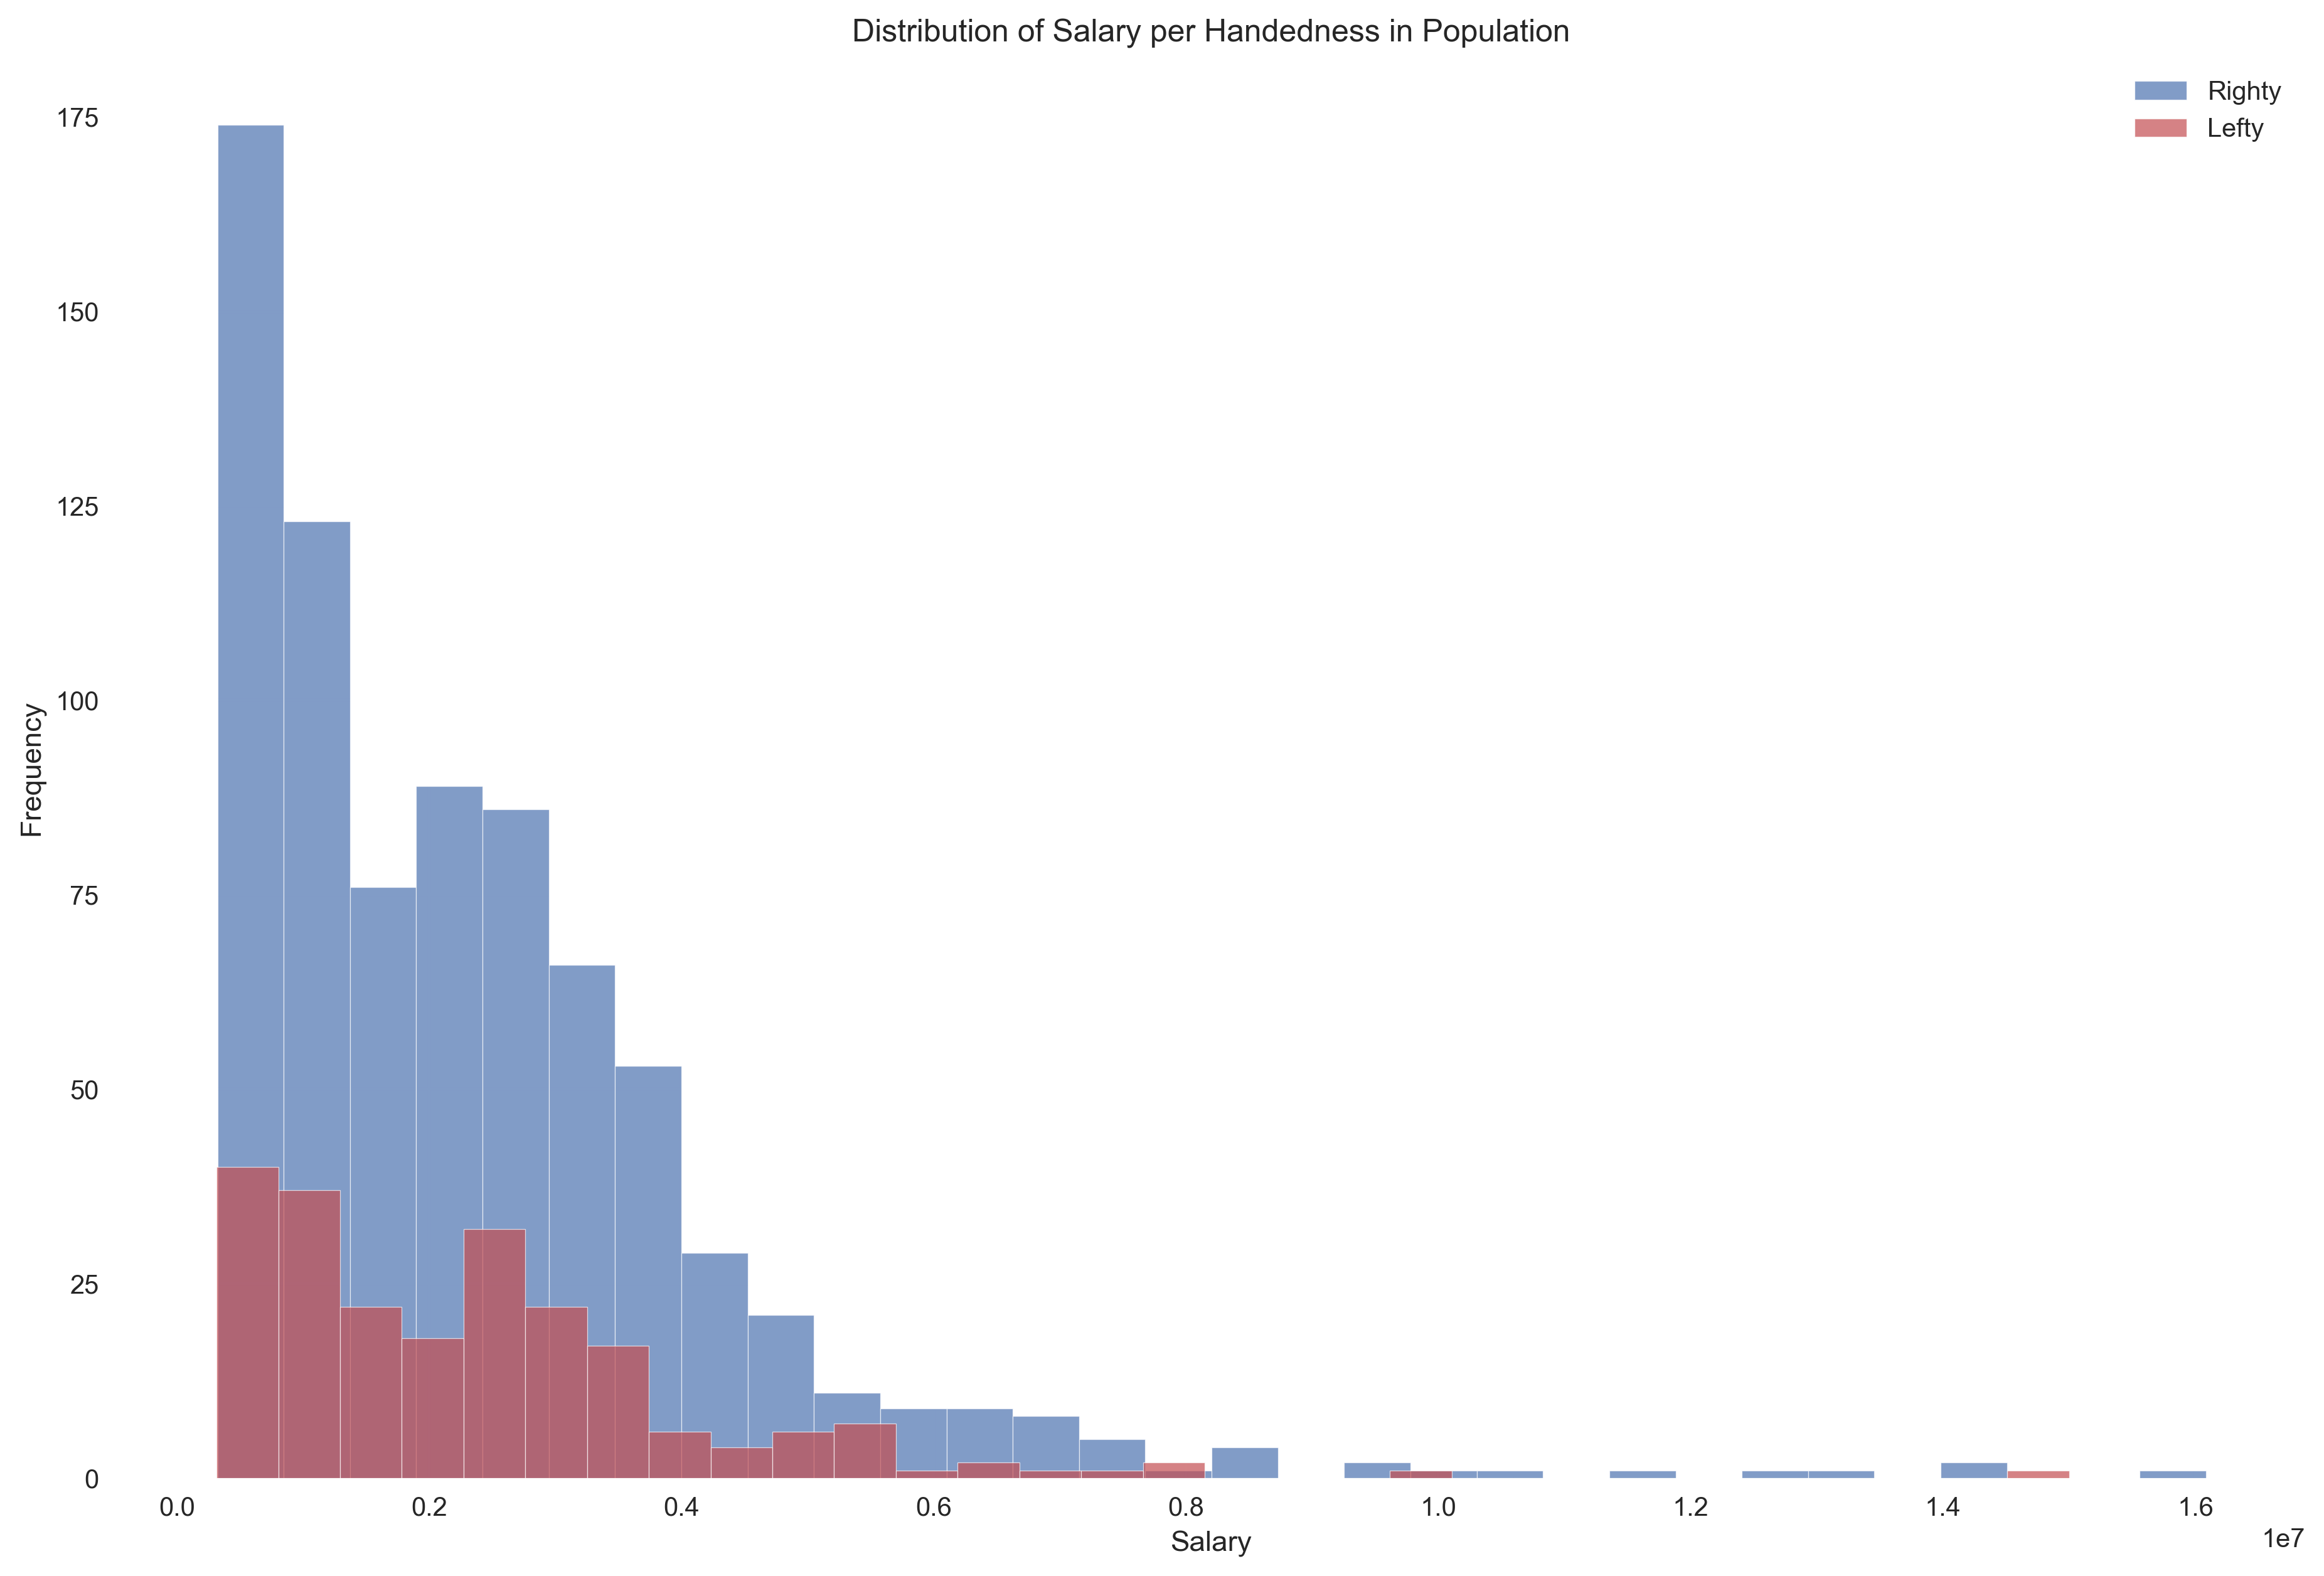 Distribution of Salary per Handedness in Population
Righty
Lefty
175
150
125
100
75
50
25
0
Frequency
0.0 0.2 0.4 0.6 0.8 1.0 1.2 1.4 1.6
Salary
1e7